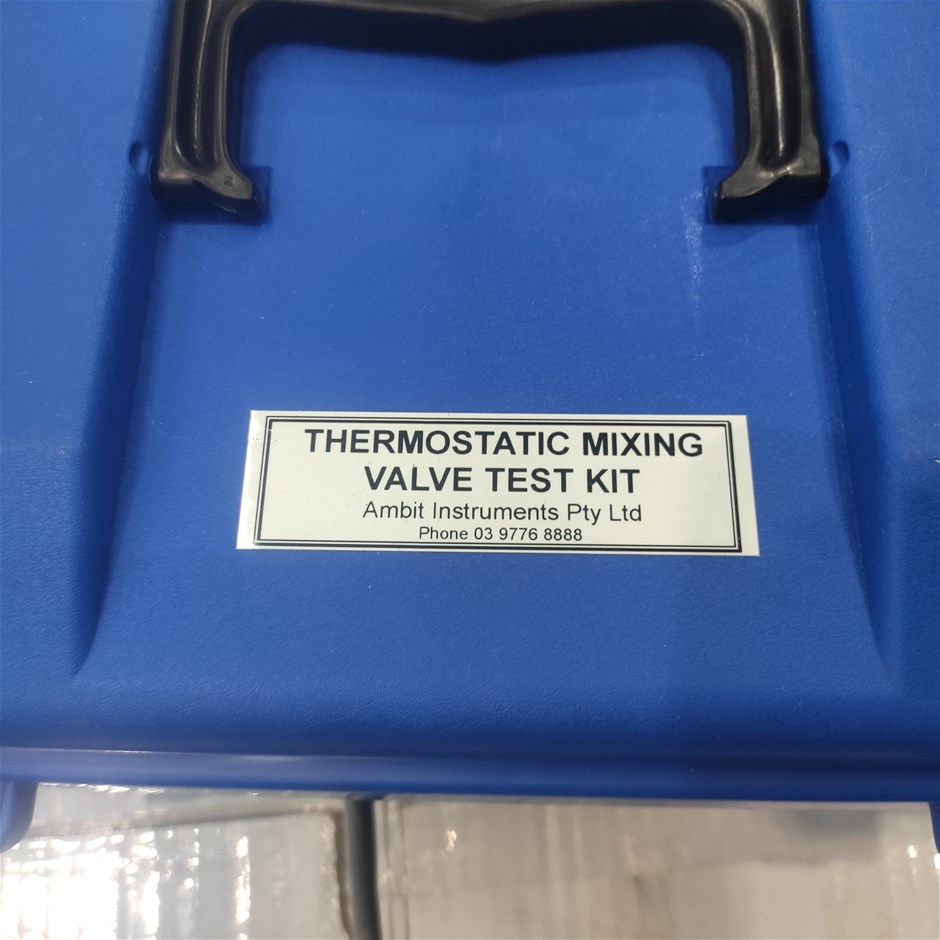 THERMOSTATIC MIXING
VALVE TEST KIT
Ambit Instruments Pty Ltd
Phone 03 9776 8888